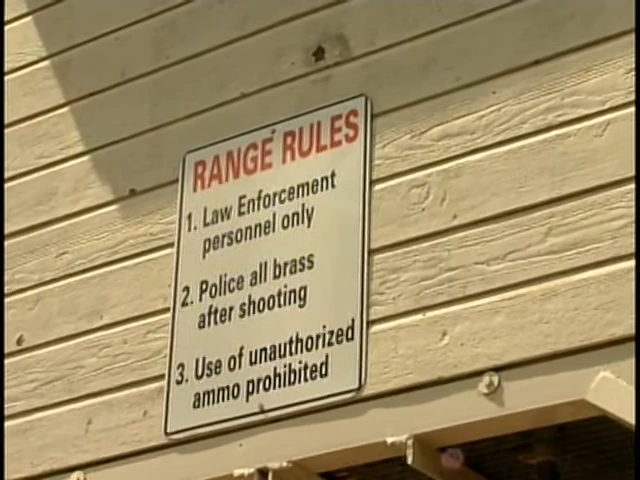 RANGE RULES
1. Law Enforcement
personnel only
2. Police all brass
after shooting
3. Use of unauthorized
ammo prohibited